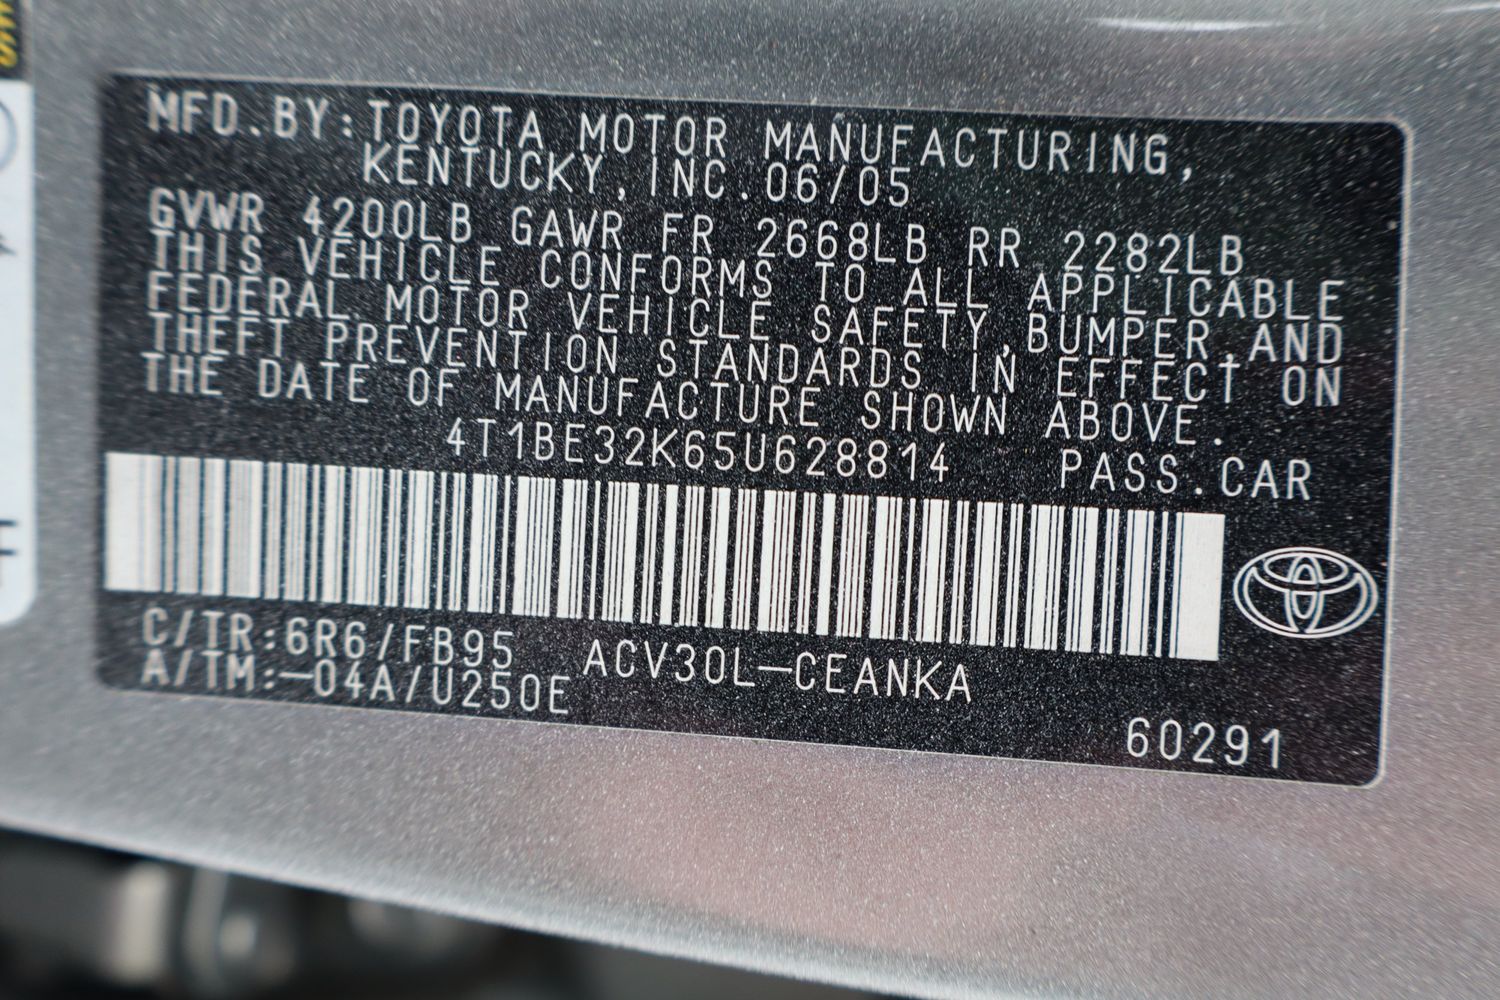 MFD.BY:TOYOTA MOTOR MANUFACTURING,
KENTUCKY, INC.06/05
GVWR 4200LB GAWR FR 2668LB RR 2282LB
THIS VEHICLE CONFORMS TO ALL APPLICABLE
FEDERAL MOTOR VEHICLE SAFETY,BUMPER,AND
THEFT PREVENTION STANDARDS IN EFFECT ON
THE DATE OF MANUFACTURE SHOWN ABOVE.
4T1BE32K65U628814 PASS.CAR
C/TR:6R6/FB95 ACV30L-CEANKA
A/TM:-04A/U250E
60291